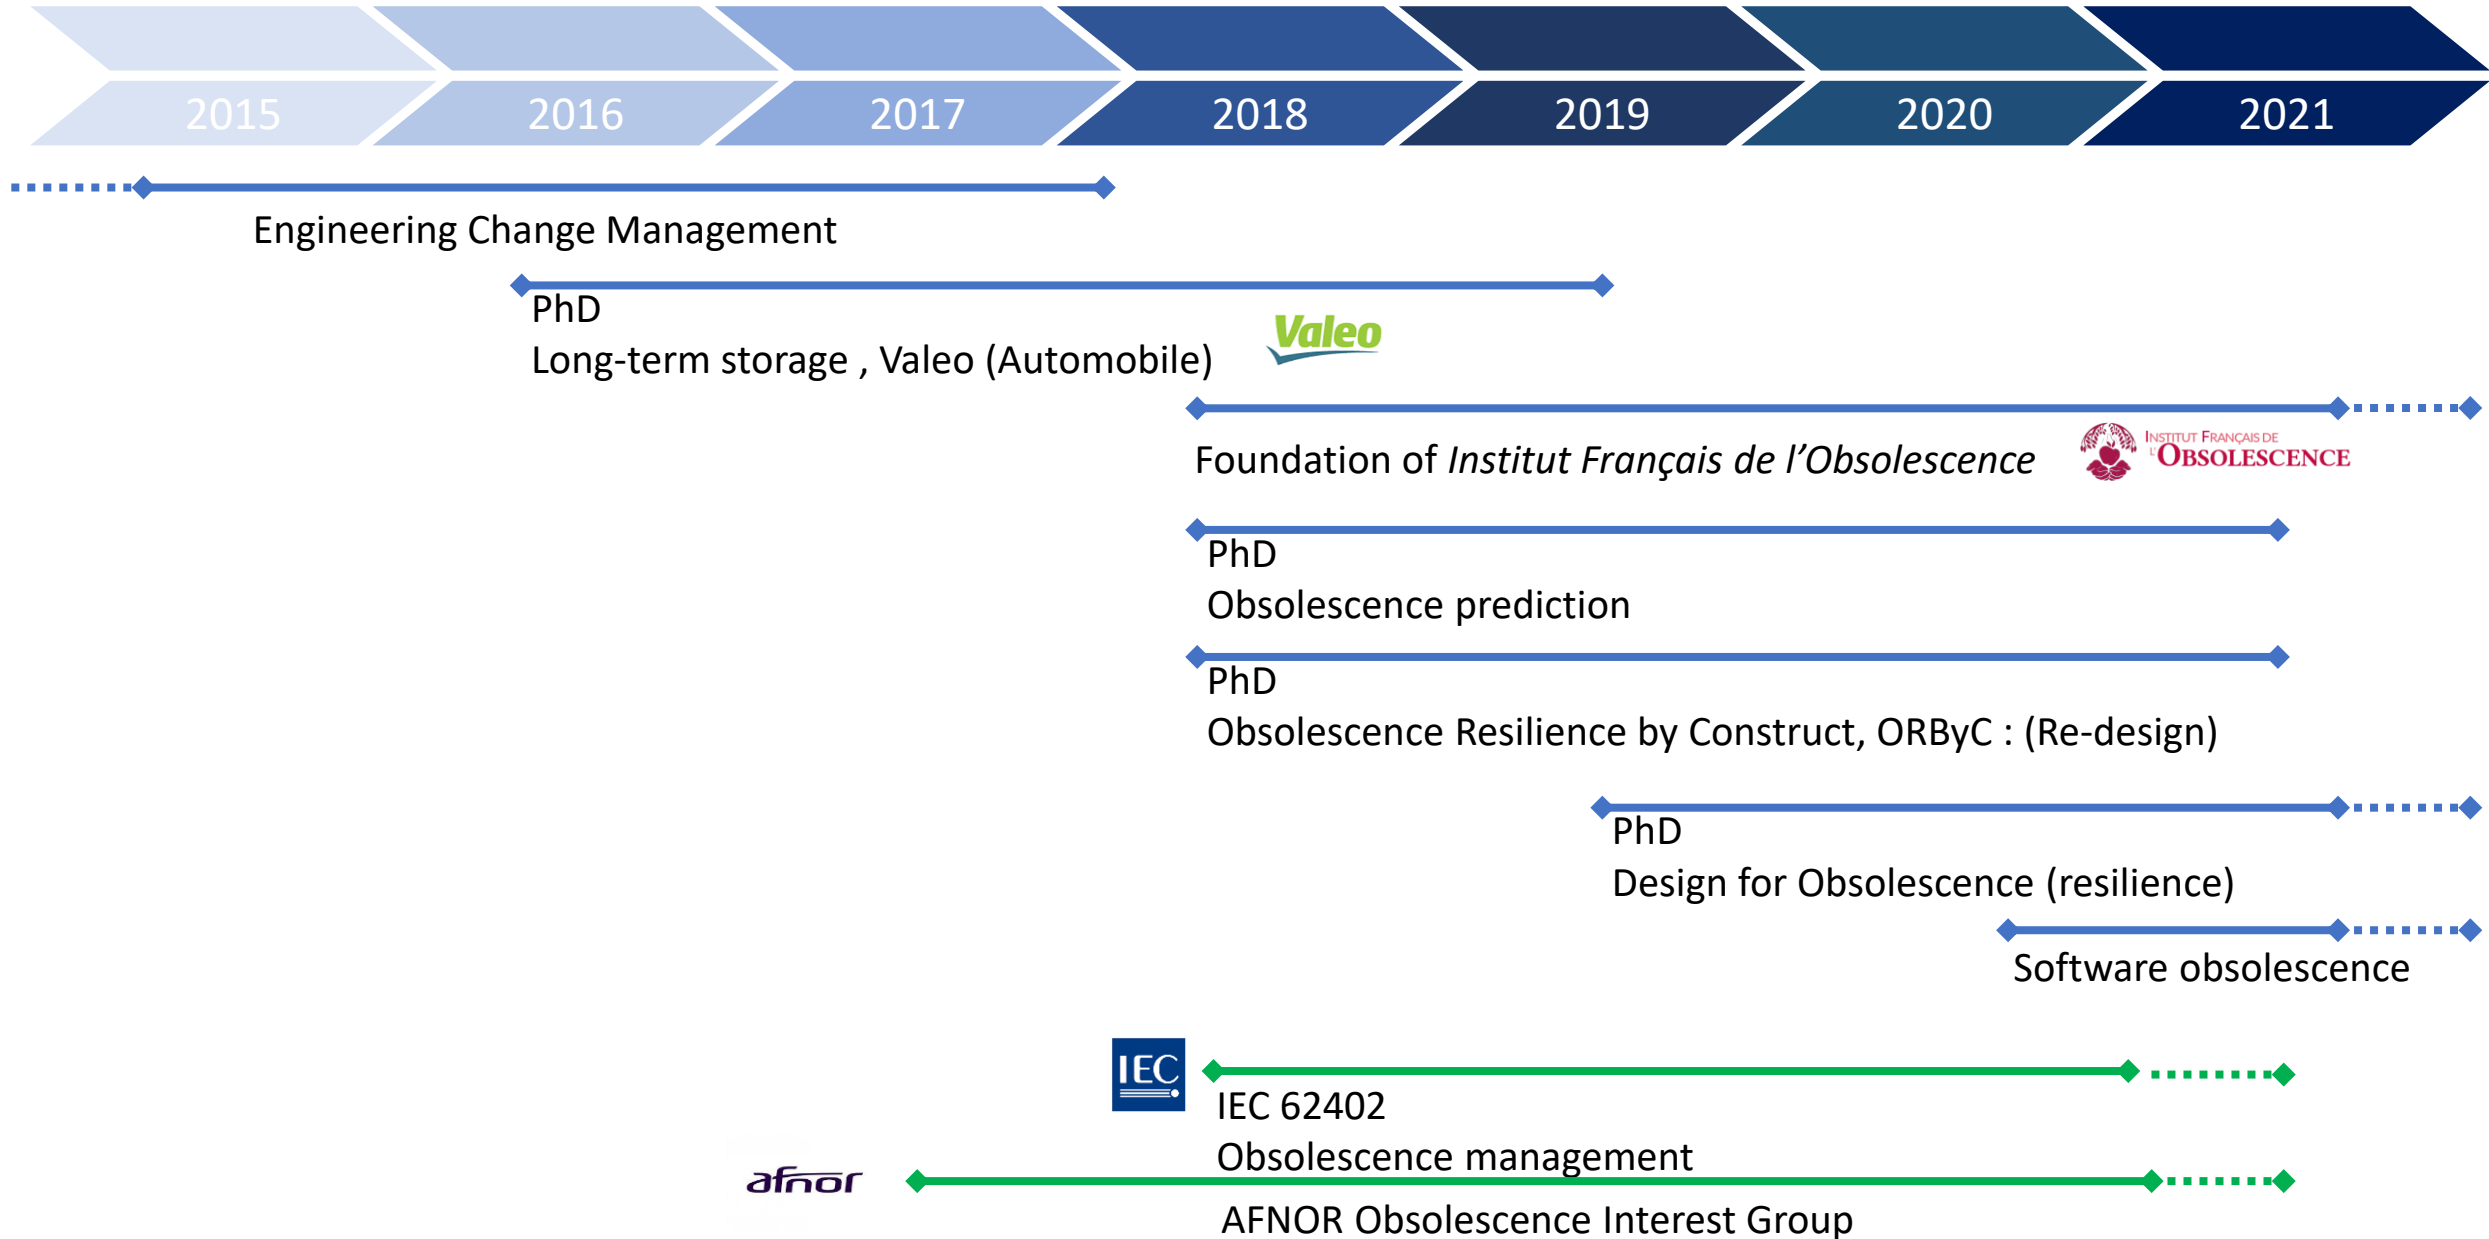 2015 2016 2017 2018 2019 2020 2021
Engineering Change Management
PhD
Long-term storage , Valeo (Automobile)
Valeo
Foundation of Institut Français de l’Obsolescence
INSTITUT FRANÇAIS DE
L'OBSOLESCENCE
PhD
Obsolescence prediction
PhD
Obsolescence Resilience by Construct, ORByC : (Re-design)
PhD
Design for Obsolescence (resilience)
Software obsolescence
IEC
IEC 62402
Obsolescence management
afnor
AFNOR Obsolescence Interest Group